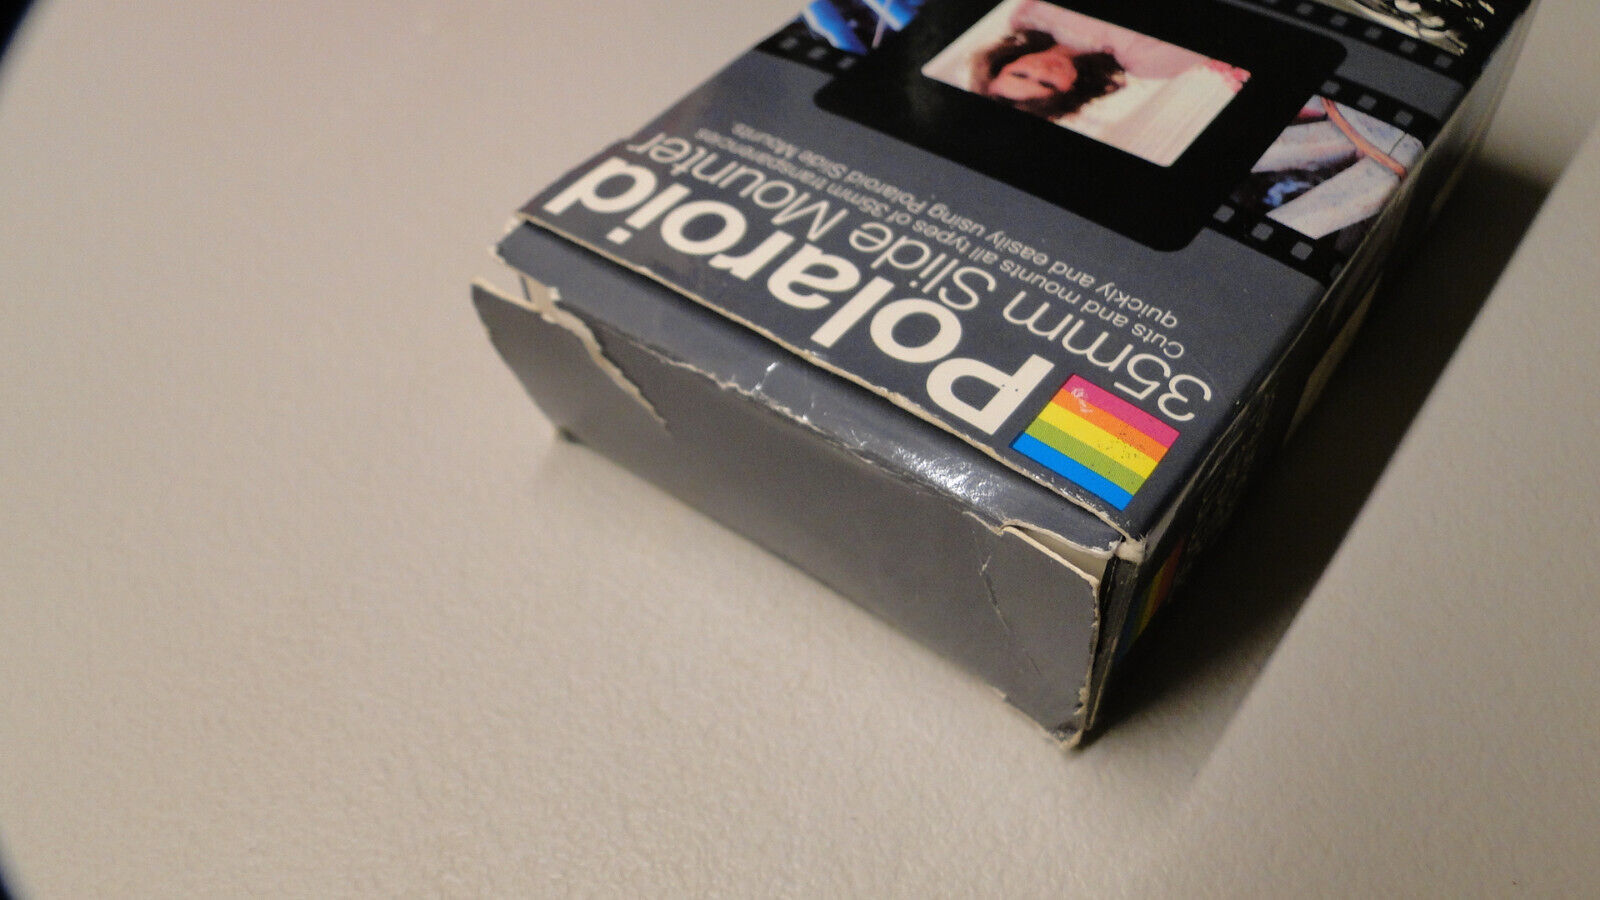 Polaroid
35mm Slide Mounter
Cuts and mounts all types of 35mm transparencies
quickly and easily using Polaroid Slide Mounts.